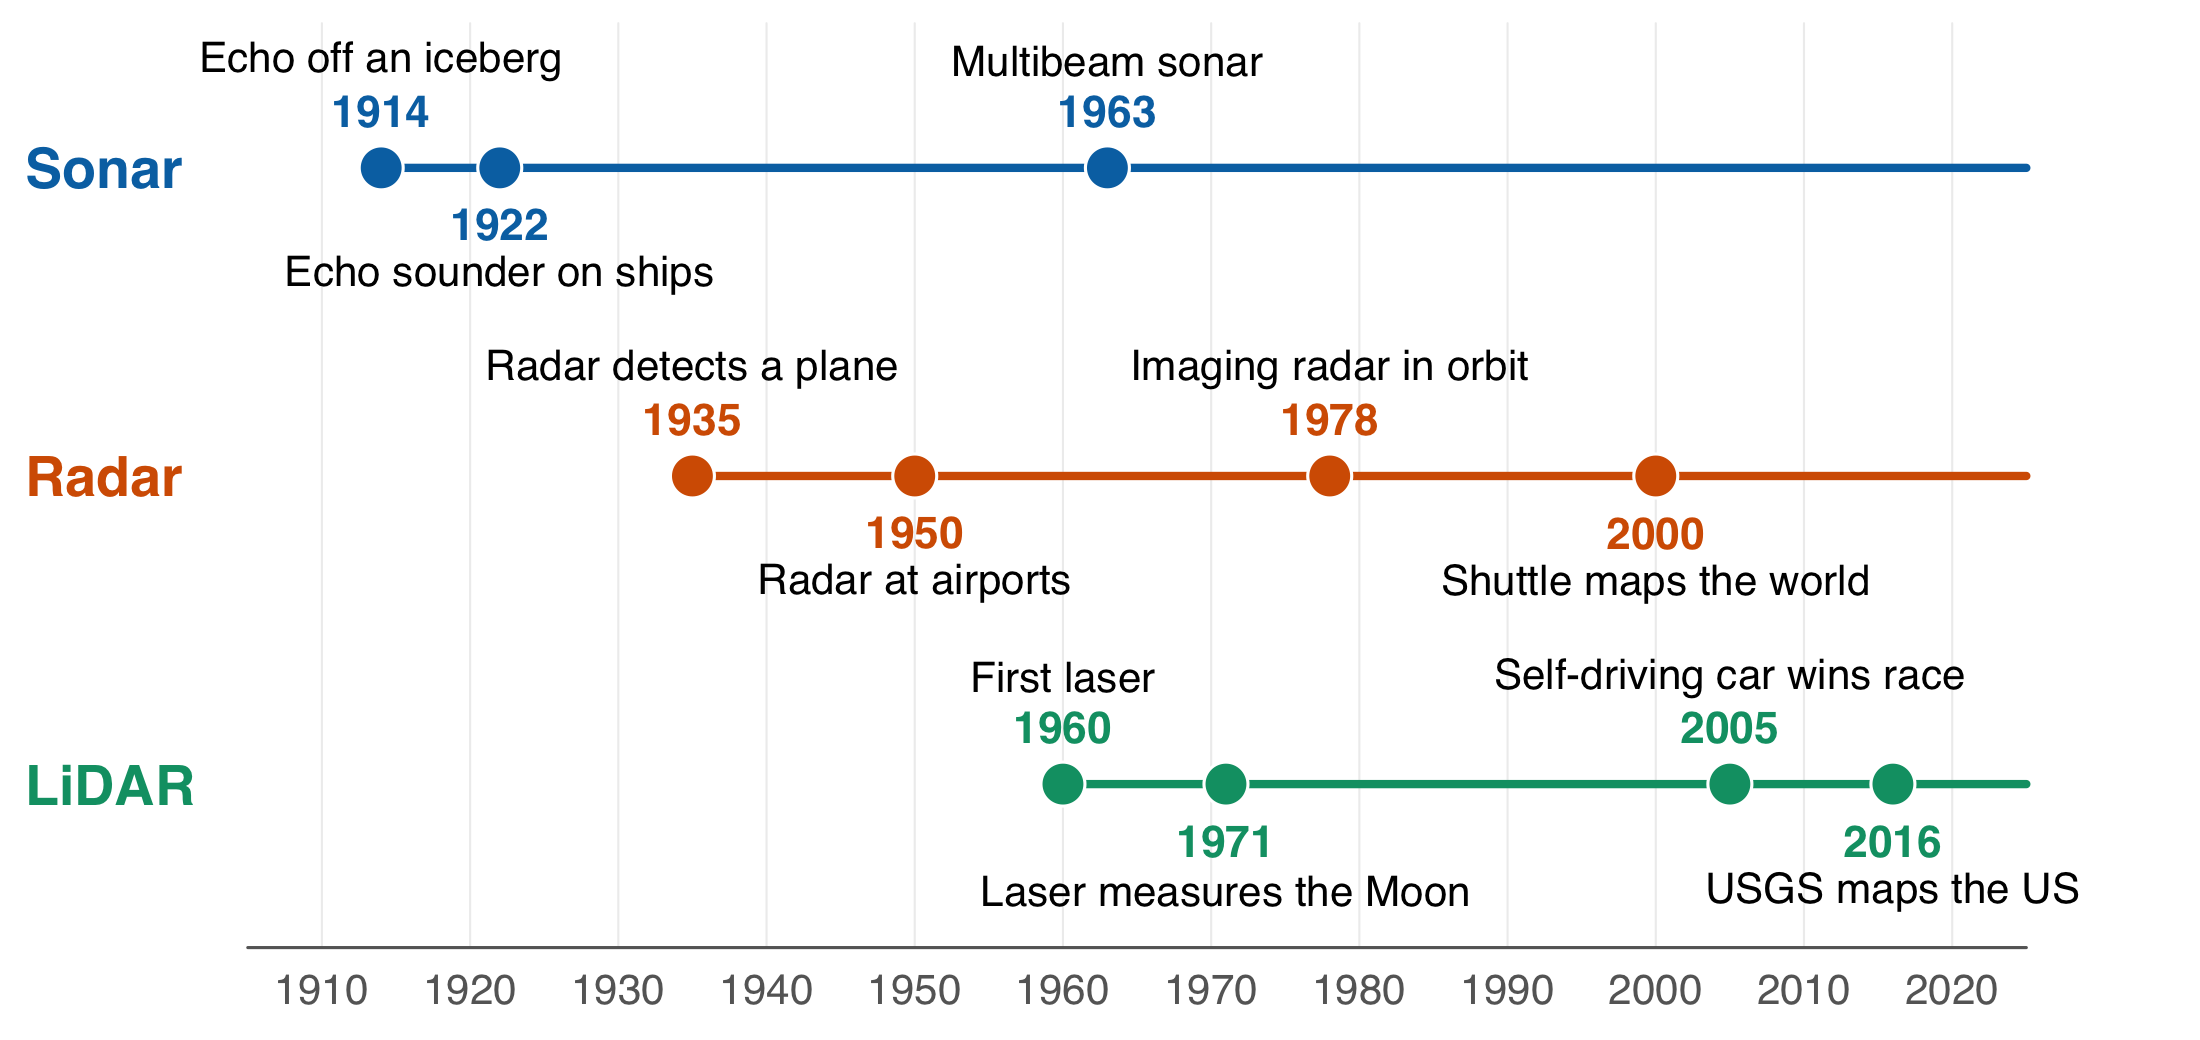 Echo off an iceberg
1914
Multibeam sonar
1963
Sonar
1922
Echo sounder on ships
Radar detects a plane
1935
Imaging radar in orbit
1978
Radar
1950
Radar at airports
2000
Shuttle maps the world
First laser
1960
Self-driving car wins race
2005
LiDAR
1971
Laser measures the Moon
2016
USGS maps the US
1910 1920 1930 1940 1950 1960 1970 1980 1990 2000 2010 2020